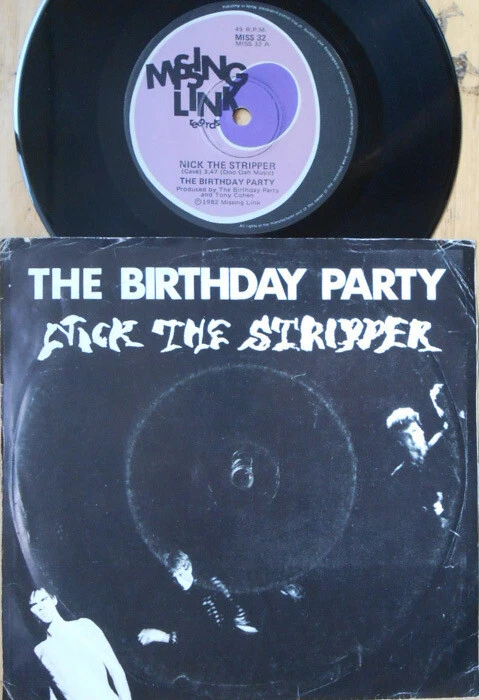 45 R.P.M.
MISS 32
MISS 32 A
MISSING
LINK
records
NICK THE STRIPPER
(Cave) 3.47 (Doo Dah Music)
THE BIRTHDAY PARTY
Produced by The Birthday Party
and Tony Cohen
©1982 Missing Link
THE BIRTHDAY PARTY
NICK THE STRIPPER